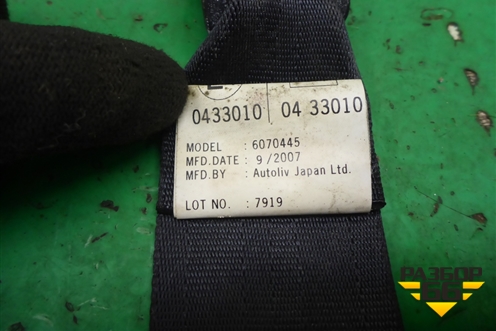 0433010 04 33010
MODEL : 6070445
MFD.DATE : 9/2007
MFD.BY : Autoliv Japan Ltd.
LOT NO. : 7919
РАЗБОР